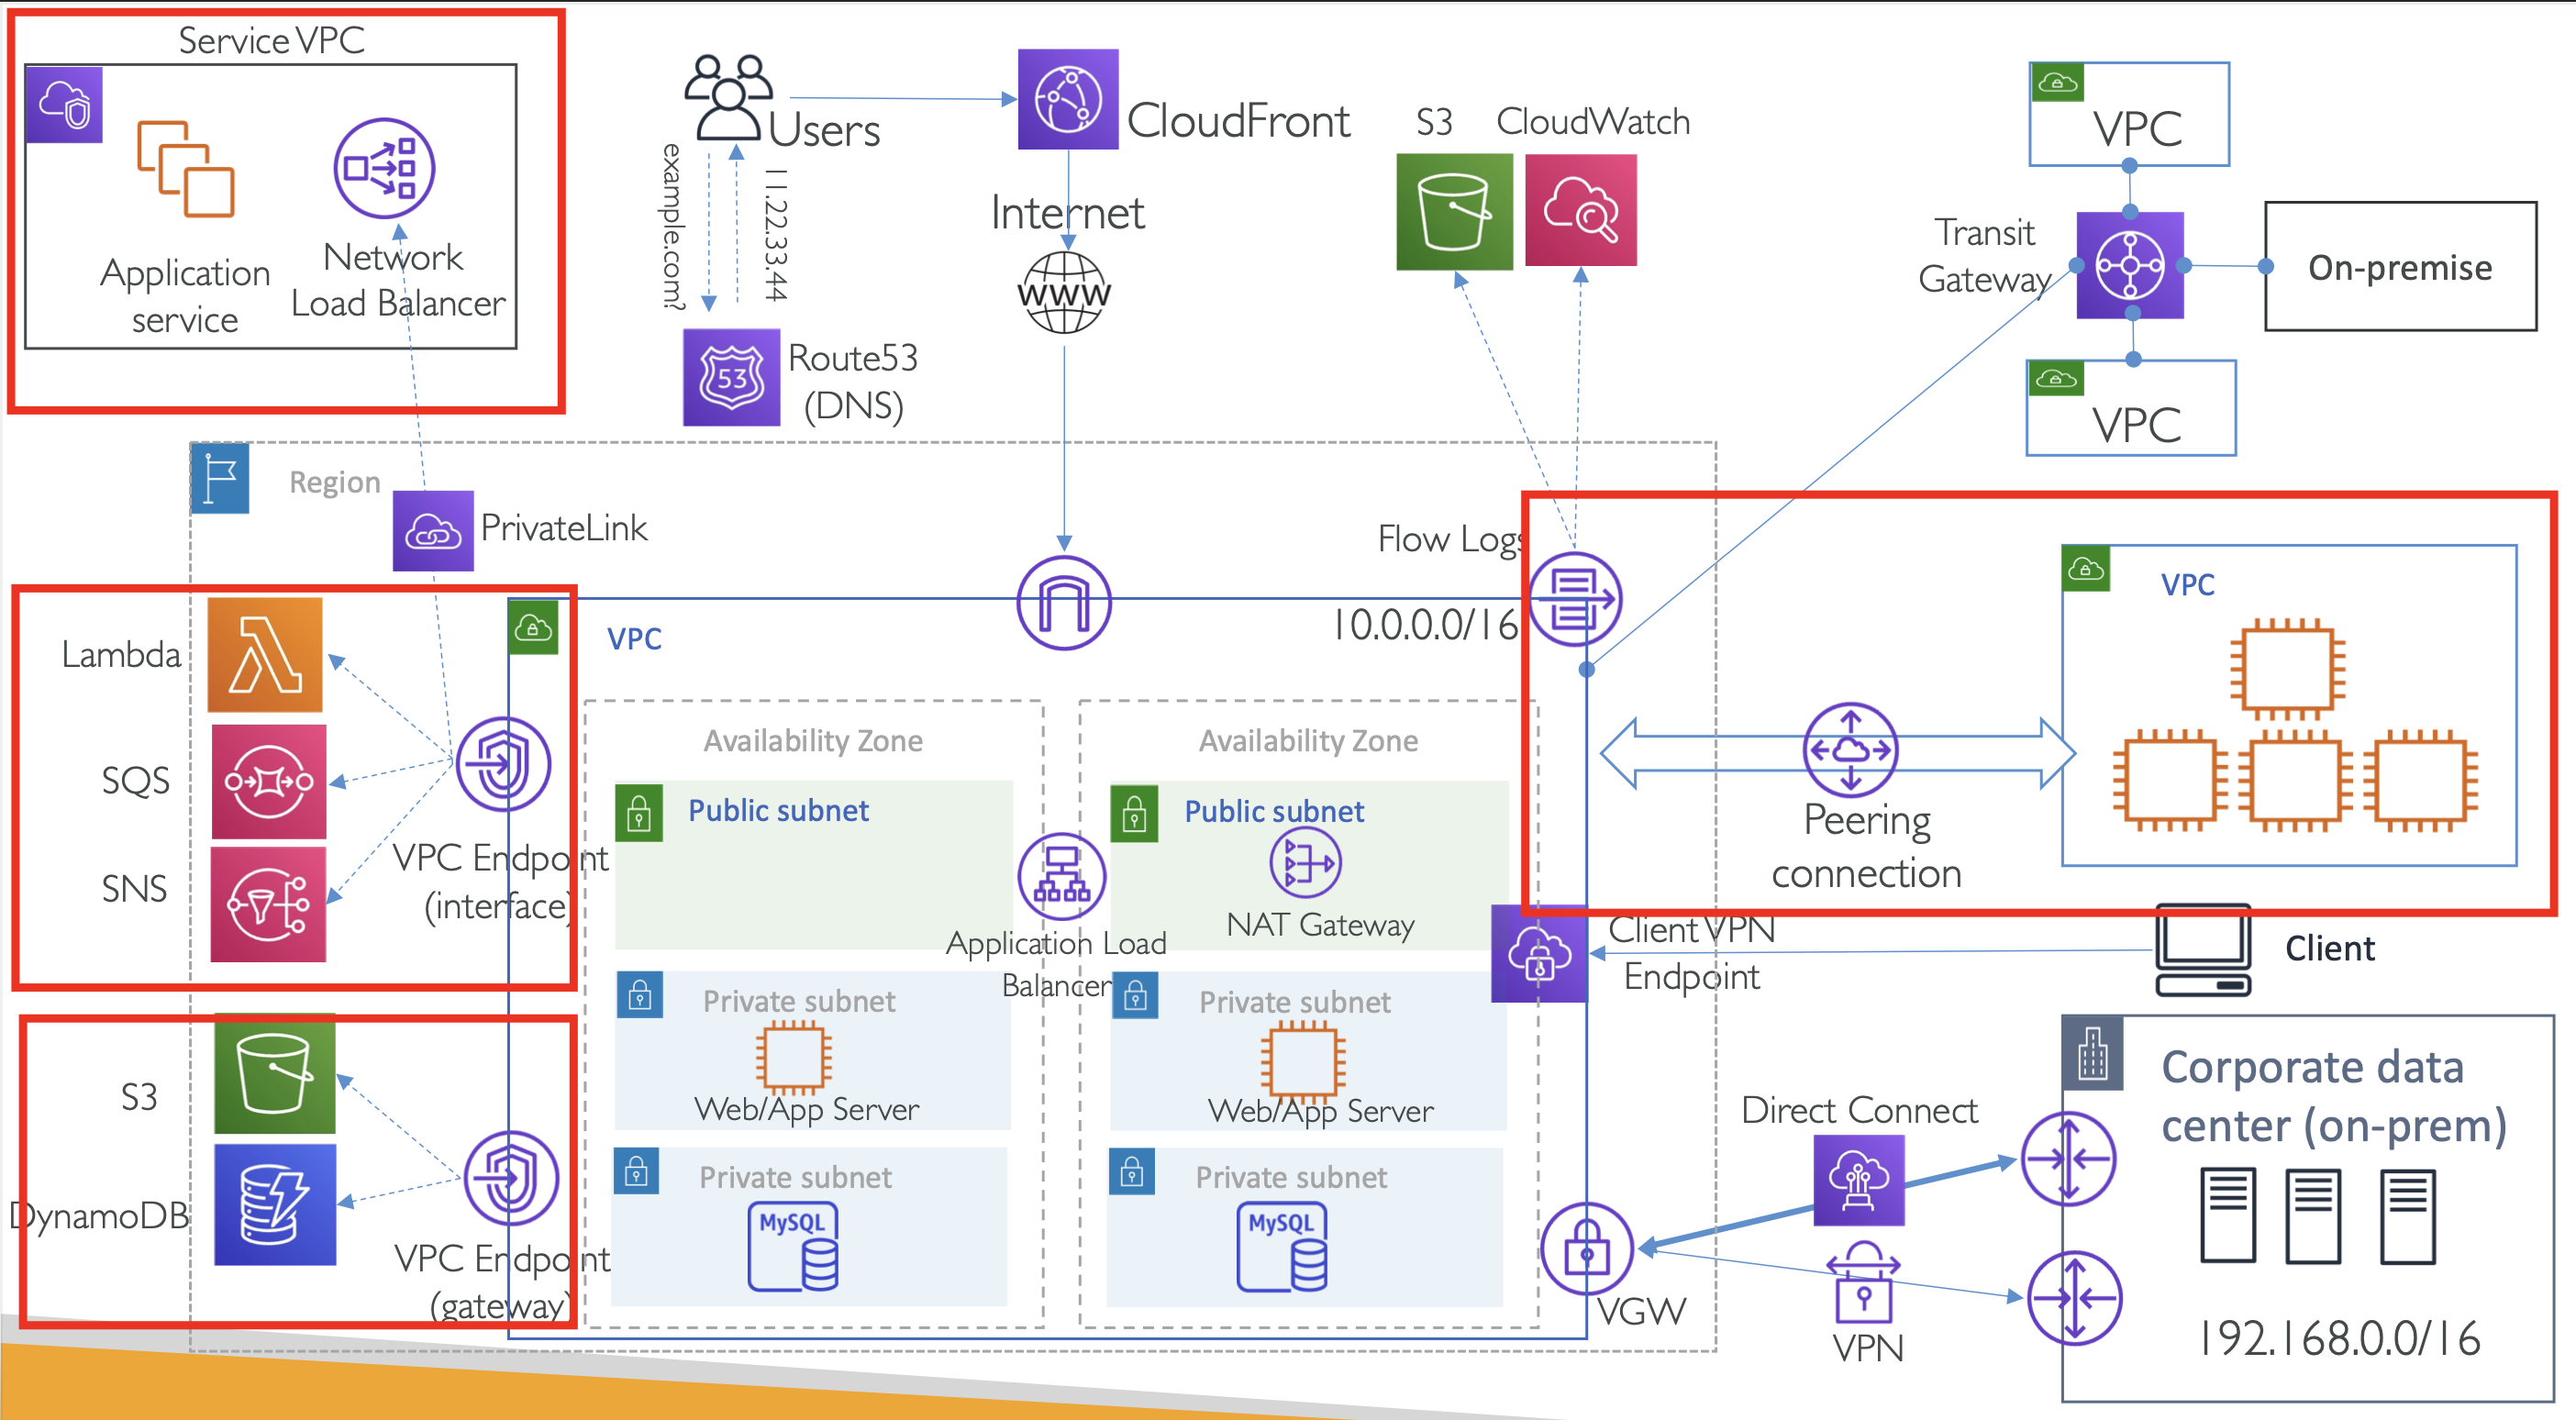 Service VPC
Application
service
Network
Load Balancer
Users
CloudFront
example.com?
11.22.33.44
Internet
WWW
53
Route53
(DNS)
S3
CloudWatch
VPC
Transit
Gateway
On-premise
VPC
Region
PrivateLink
Flow Logs
10.0.0.0/16
VPC
Lambda
SQS
SNS
VPC Endpoint
(interface)
S3
DynamoDB
VPC Endpoint
(gateway)
Availability Zone
Public subnet
Private subnet
Web/App Server
Private subnet
MySQL
Application Load
Balancer
Availability Zone
Public subnet
NAT Gateway
Private subnet
Web/App Server
Private subnet
MySQL
VPC
Peering
connection
Client VPN
Endpoint
Client
Direct Connect
VGW
VPN
Corporate data
center (on-prem)
192.168.0.0/16